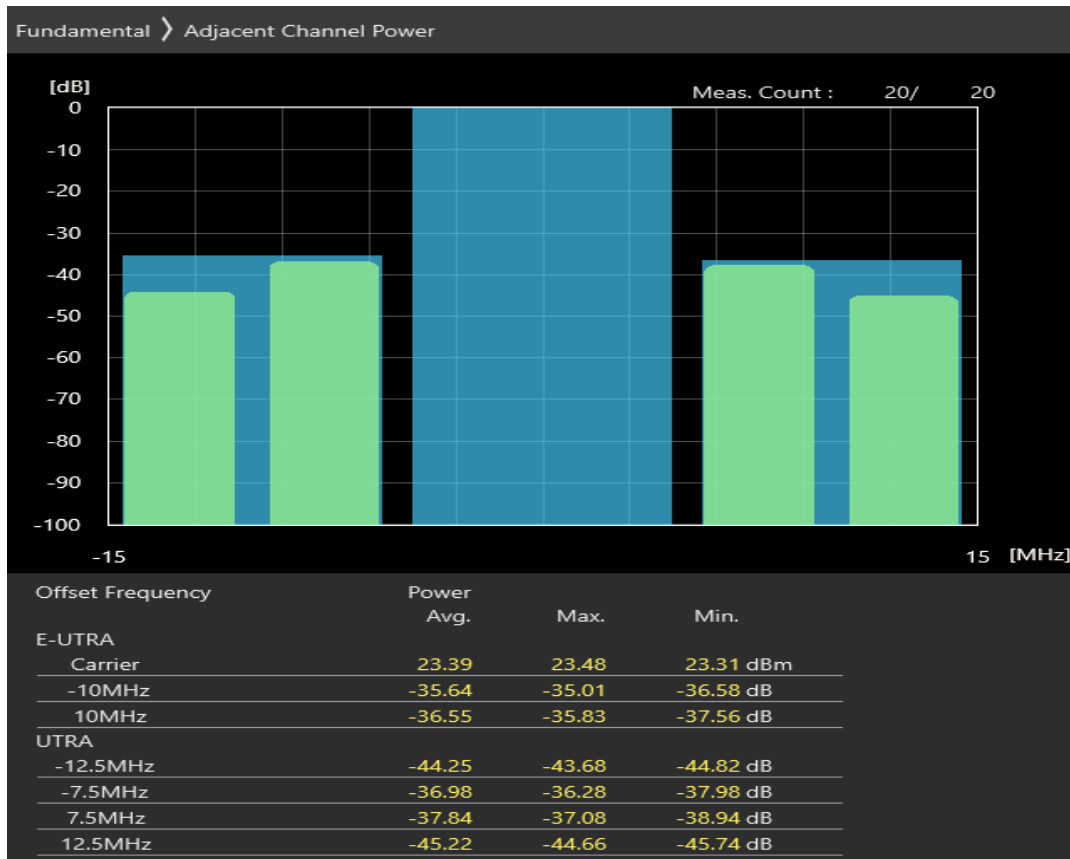 Fundamental ❯ Adjacent Channel Power
[dB]
Meas. Count : 20/ 20
0
-10
-20
-30
-40
-50
-60
-70
-80
-90
-100
-15 15 [MHz]
Offset Frequency Power
Avg. Max. Min.
E-UTRA
Carrier 23.39 23.48 23.31 dBm
-10MHz -35.64 -35.01 -36.58 dB
10MHz -36.55 -35.83 -37.56 dB
UTRA
-12.5MHz -44.25 -43.68 -44.82 dB
-7.5MHz -36.98 -36.28 -37.98 dB
7.5MHz -37.84 -37.08 -38.94 dB
12.5MHz -45.22 -44.66 -45.74 dB